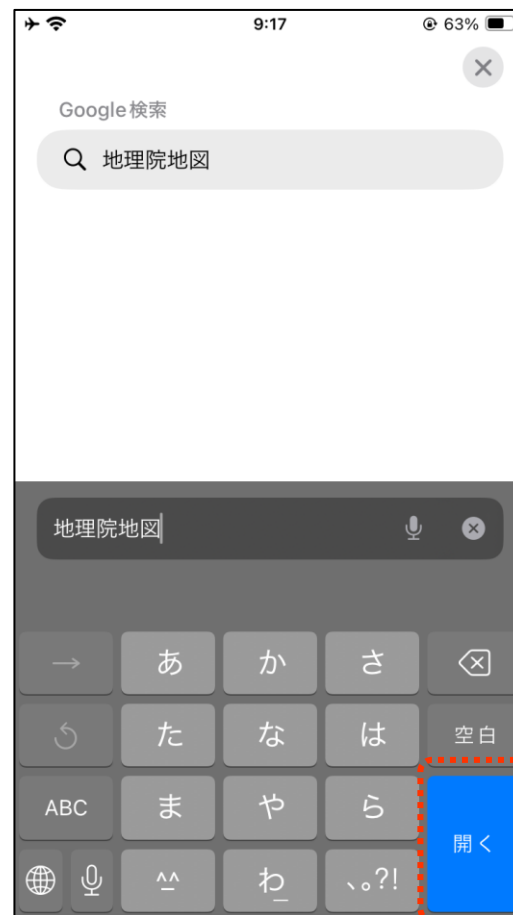 9:17 63%
Google検索
地理院地図
地理院地図
→ あ か さ
た な は 空白
ABC ま や ら 開く
^^ わ_ 、。?!